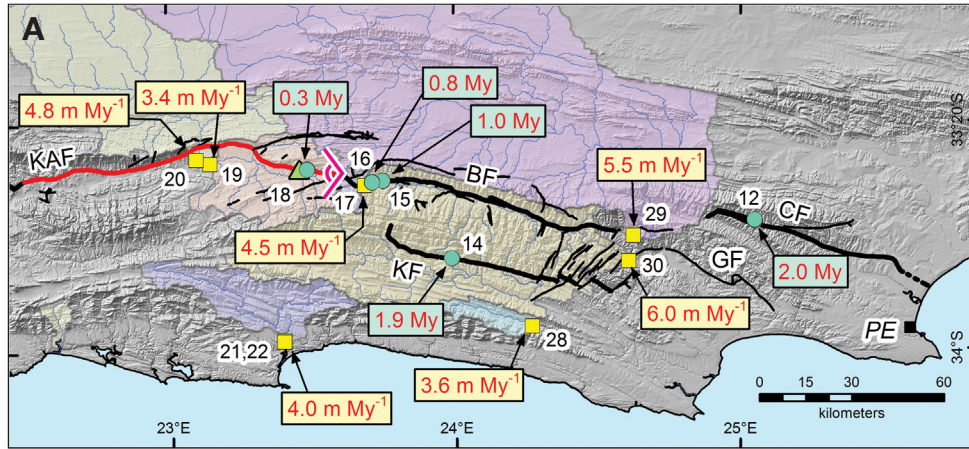 A
4.8 m My-1
3.4 m My-1
0.3 My
0.8 My
1.0 My
33°20'S
KAF
20
19
18
17
16
15
BF
5.5 m My-1
29
12
CF
4.5 m My-1
14
KF
30
GF
2.0 My
1.9 My
6.0 m My-1
PE
21,22
28
34°S
4.0 m My-1
3.6 m My-1
0 15 30 60
kilometers
23°E
24°E
25°E